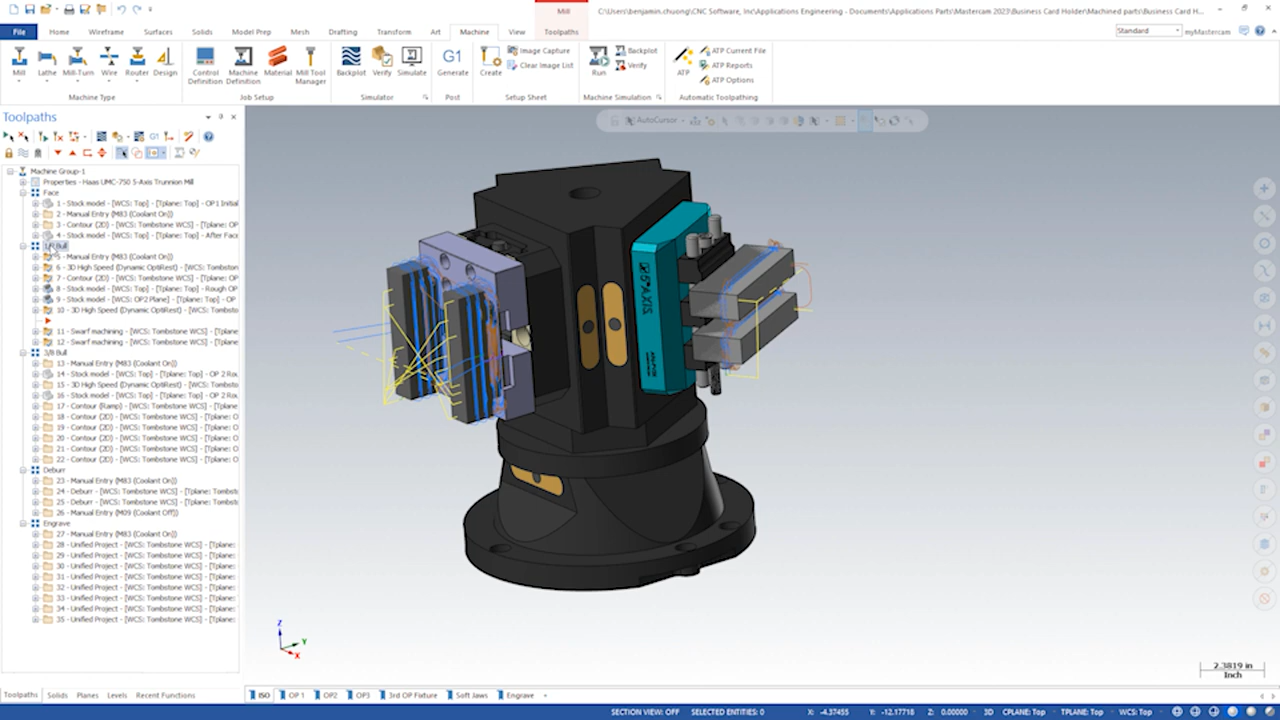 Mill
C:\Users\benjamin.chuong\CNC Software, Inc\Applications Engineering - Documents\Applications Parts\Mastercam 2023\Business Card Holder\Machined parts\Business Card H...
File Home Wireframe Surfaces Solids Model Prep Mesh Drafting Transform Art Machine View Toolpaths
Standard myMastercam
Mill Lathe Mill-Turn Wire Router Design
Control Definition Machine Definition Material Mill Tool Manager
Backplot Verify Simulate
G1 Generate
Create Image Capture
Clear Image List
Run Backplot
Verify
ATP ATP Current File
ATP Reports
ATP Options
Machine Type Job Setup Simulator Post Setup Sheet Machine Simulation Automatic Toolpathing
Toolpaths
AutoCursor
G1
Machine Group-1
Properties - Haas UMC-750 5-Axis Trunnion Mill
Face
1 - Stock model - [WCS: Top] - [Tplane: Top] - OP1 Initial
2 - Manual Entry (M83 (Coolant On))
3 - Contour (2D) - [WCS: Tombstone WCS] - [Tplane: OP
4 - Stock model - [WCS: Top] - [Tplane: Top] - After Face
Bull
5 - Manual Entry (M83 (Coolant On))
6 - 3D High Speed (Dynamic OptiRest) - [WCS: Tombston
7 - Contour (2D) - [WCS: Tombstone WCS] - [Tplane: OP
8 - Stock model - [WCS: Top] - [Tplane: Top] - Rough OP
9 - Stock model - [WCS: OP2 Plane] - [Tplane: Top] - OP
10 - 3D High Speed (Dynamic OptiRest) - [WCS: Tombsto
11 - Swarf machining - [WCS: Tombstone WCS] - [Tplane
12 - Swarf machining - [WCS: Tombstone WCS] - [Tplane
3/8 Bull
13 - Manual Entry (M83 (Coolant On))
14 - Stock model - [WCS: Top] - [Tplane: Top] - OP 2 Rou
15 - 3D High Speed (Dynamic OptiRest) - [WCS: Tombsto
16 - Stock model - [WCS: Top] - [Tplane: Top] - OP 2 Rou
17 - Contour (Ramp) - [WCS: Tombstone WCS] - [Tplane
18 - Contour (2D) - [WCS: Tombstone WCS] - [Tplane: O
19 - Contour (2D) - [WCS: Tombstone WCS] - [Tplane: O
20 - Contour (2D) - [WCS: Tombstone WCS] - [Tplane: O
21 - Contour (2D) - [WCS: Tombstone WCS] - [Tplane: O
22 - Contour (2D) - [WCS: Tombstone WCS] - [Tplane: O
Deburr
23 - Manual Entry (M83 (Coolant On))
24 - Deburr - [WCS: Tombstone WCS] - [Tplane: Tombst
25 - Deburr - [WCS: Tombstone WCS] - [Tplane: Tombst
26 - Manual Entry (M09 (Coolant Off))
Engrave
27 - Manual Entry (M83 (Coolant On))
28 - Unified Project - [WCS: Tombstone WCS] - [Tplane:
29 - Unified Project - [WCS: Tombstone WCS] - [Tplane:
30 - Unified Project - [WCS: Tombstone WCS] - [Tplane:
31 - Unified Project - [WCS: Tombstone WCS] - [Tplane:
32 - Unified Project - [WCS: Tombstone WCS] - [Tplane:
33 - Unified Project - [WCS: Tombstone WCS] - [Tplane:
34 - Unified Project - [WCS: Tombstone WCS] - [Tplane:
35 - Unified Project - [WCS: Tombstone WCS] - [Tplane:
5 AXIS
Z
Y
X
2.3819 in
Inch
Toolpaths Solids Planes Levels Recent Functions
ISO OP 1 OP2 OP3 3rd OP Fixture Soft Jaws Engrave +
SECTION VIEW: OFF SELECTED ENTITIES: 0 X: -4.37455 Y: -12.17718 Z: 0.00000 3D CPLANE: Top TPLANE: Top WCS: Top